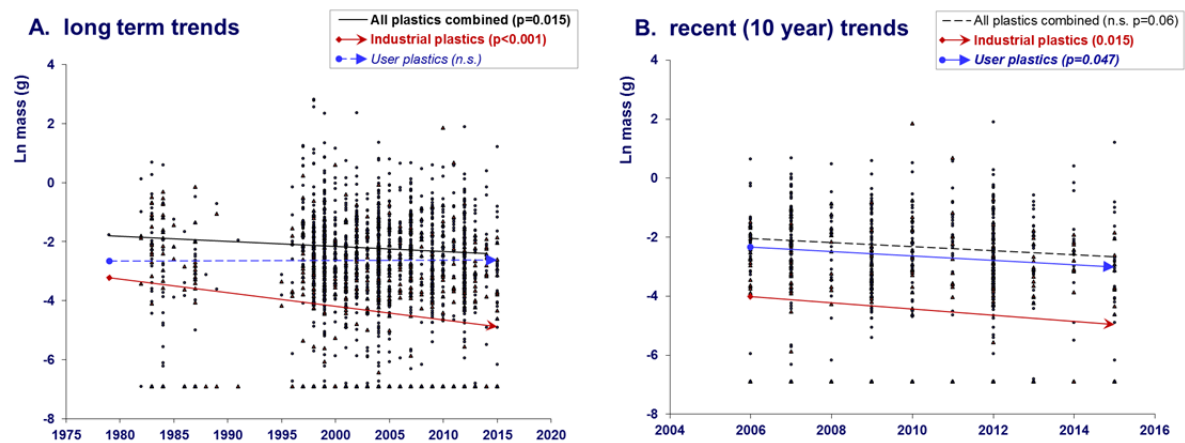 A. long term trends
All plastics combined (p=0.015)
Industrial plastics (p<0.001)
User plastics (n.s.)
Ln mass (g)
4
2
0
-2
-4
-6
-8
1975 1980 1985 1990 1995 2000 2005 2010 2015 2020
B. recent (10 year) trends
All plastics combined (n.s. p=0.06)
Industrial plastics (0.015)
User plastics (p=0.047)
Ln mass (g)
4
2
0
-2
-4
-6
-8
2004 2006 2008 2010 2012 2014 2016